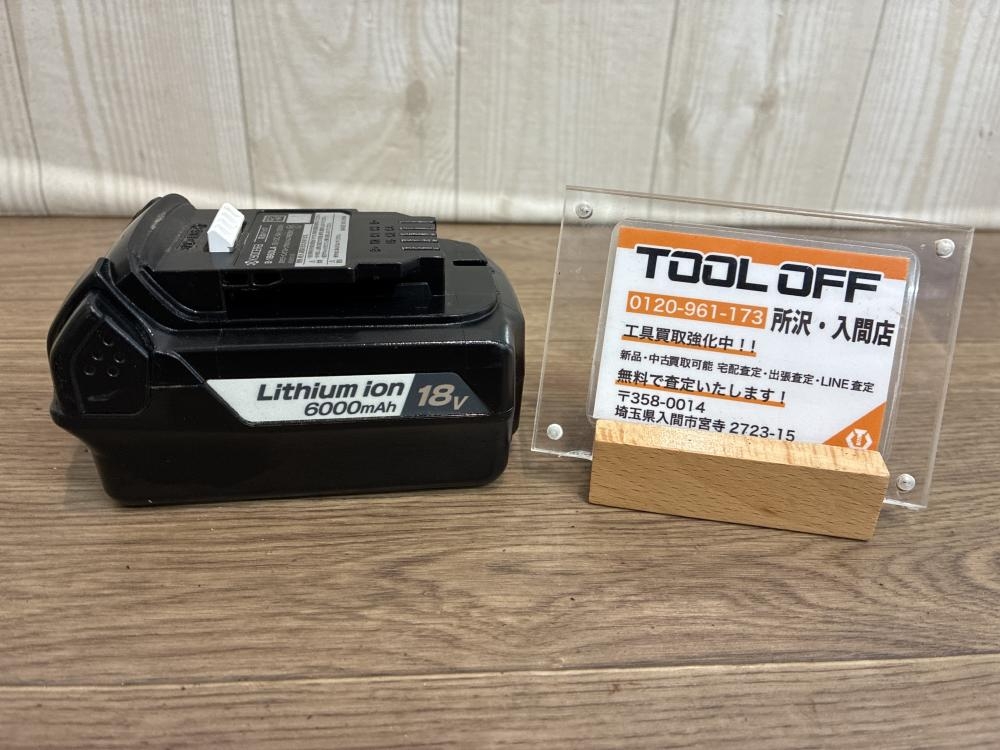 Lithium ion
6000mAh
18V
TOOL OFF
0120-961-173 所沢・入間店
工具買取強化中！！
新品・中古買取可能 宅配査定・出張査定・LINE査定
無料で査定いたします！
〒358-0014
埼玉県入間市宮寺 2723-15